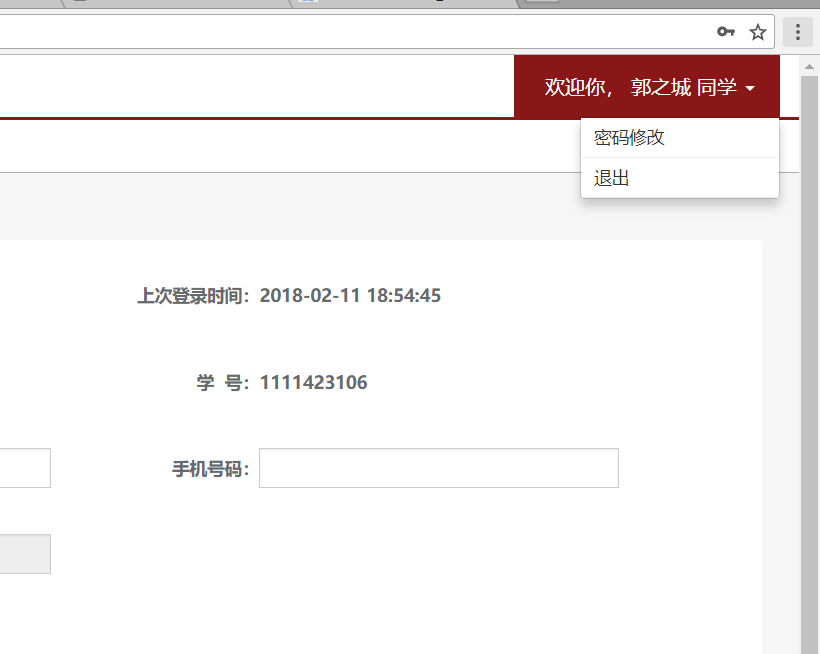 欢迎你， 郭之城 同学
密码修改
退出
上次登录时间： 2018-02-11 18:54:45
学 号： 1111423106
手机号码：